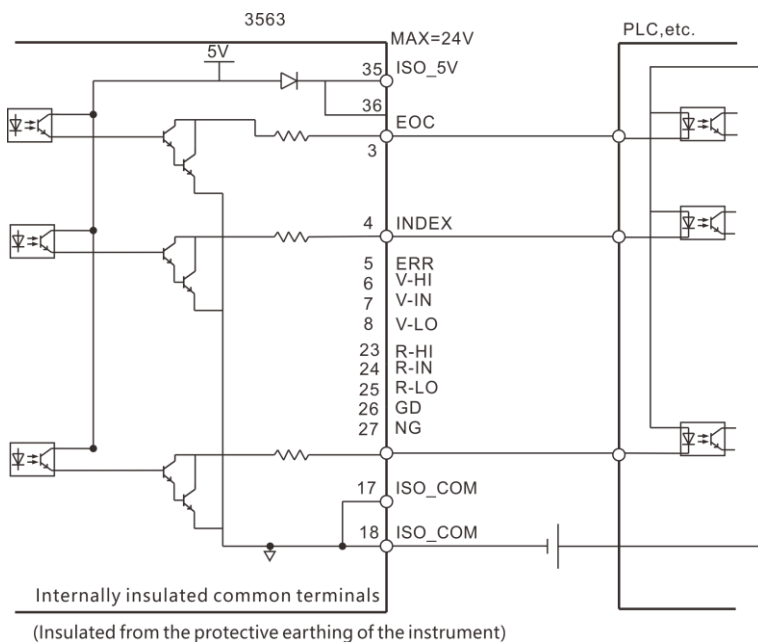 3563
MAX=24V
PLC,etc.
5V
35 ISO_5V
36
EOC
3
4 INDEX
5 ERR
6 V-HI
7 V-IN
8 V-LO
23 R-HI
24 R-IN
25 R-LO
26 GD
27 NG
17 ISO_COM
18 ISO_COM
Internally insulated common terminals
(Insulated from the protective earthing of the instrument)